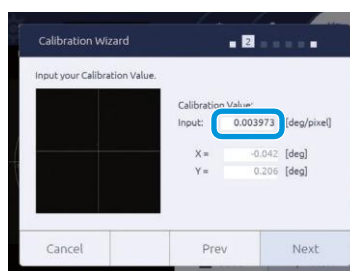 Calibration Wizard
2
Input your Calibration Value.
Calibration Value:
Input: 0.003973 [deg/pixel]
X = -0.042 [deg]
Y = 0.206 [deg]
Cancel Prev Next